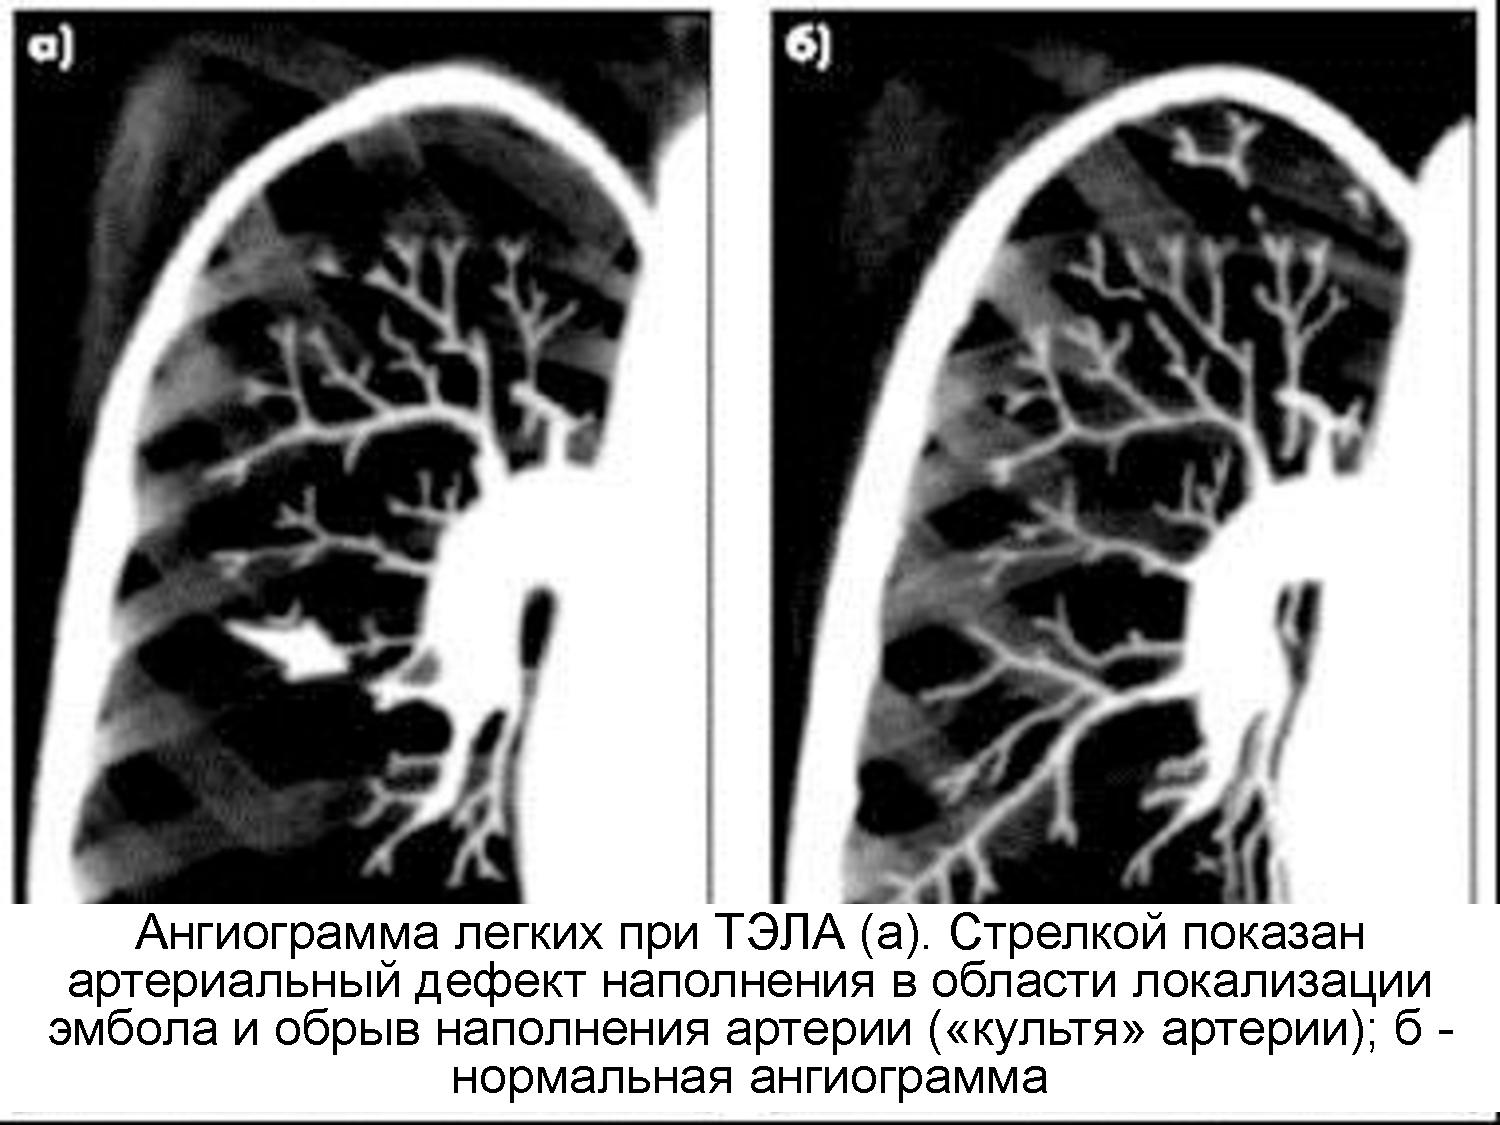 а)
б)
Ангиограмма легких при ТЭЛА (а). Стрелкой показан
артериальный дефект наполнения в области локализации
эмбола и обрыв наполнения артерии («культя» артерии); б -
нормальная ангиограмма